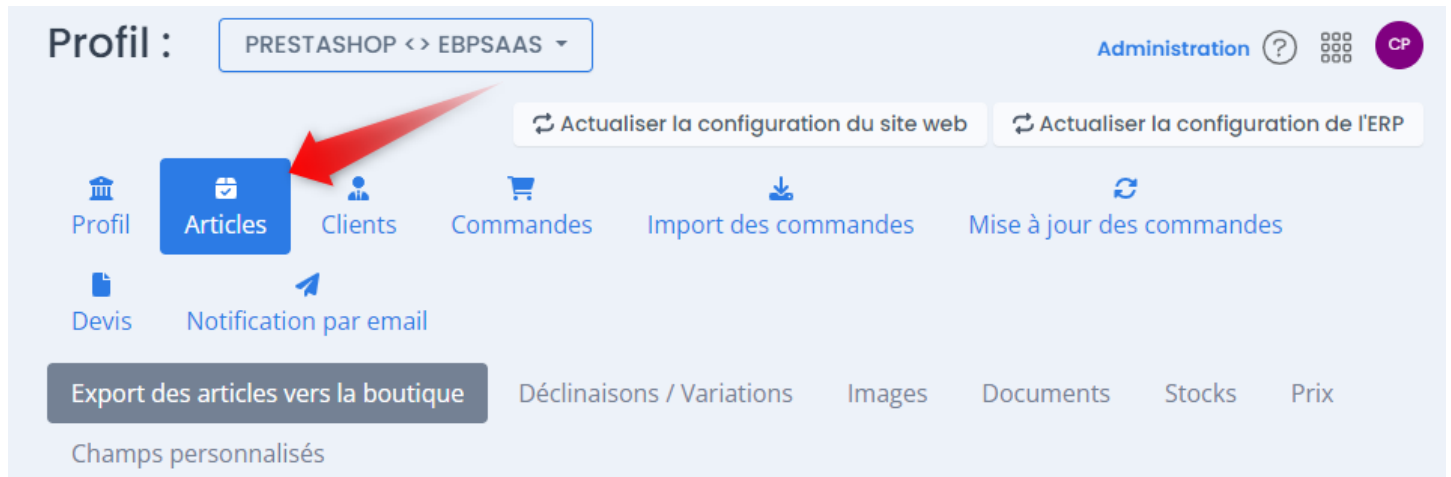 Profil : PRESTASHOP <> EBPSAAS Administration ? CP
Actualiser la configuration du site web Actualiser la configuration de l'ERP
Profil Articles Clients Commandes Import des commandes Mise à jour des commandes
Devis Notification par email
Export des articles vers la boutique Déclinaisons / Variations Images Documents Stocks Prix
Champs personnalisés